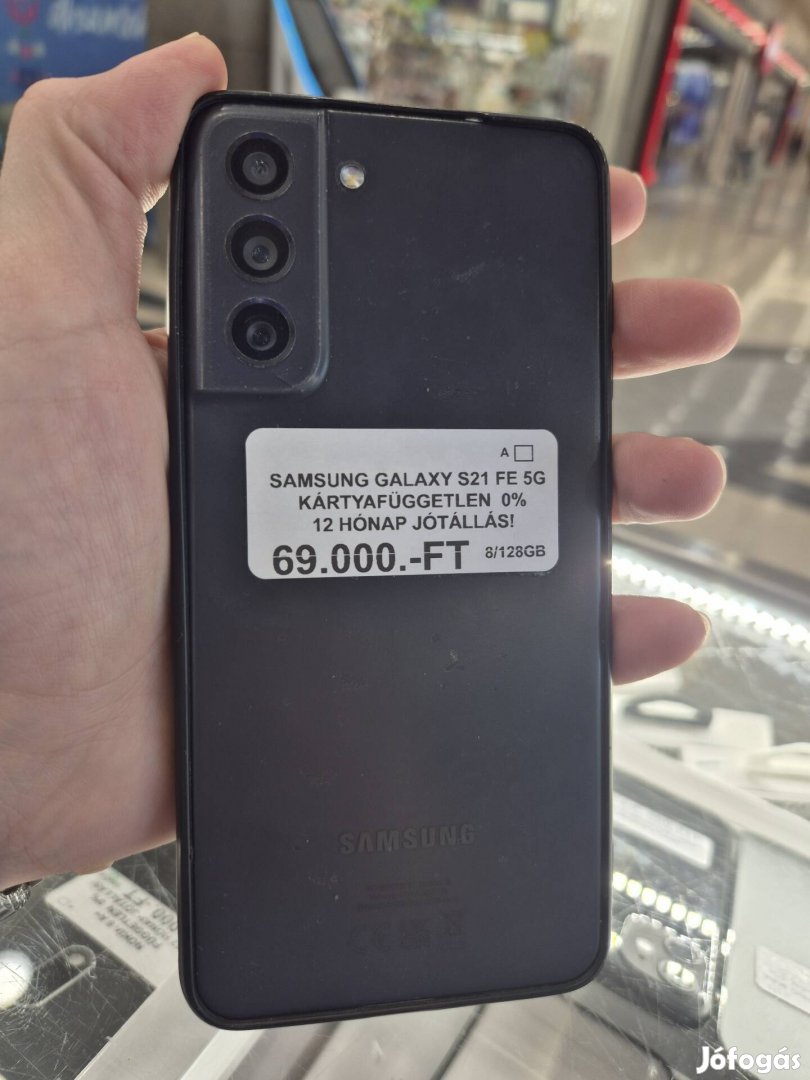 A
SAMSUNG GALAXY S21 FE 5G
KÁRTYAFÜGGETLEN 0%
12 HÓNAP JÓTÁLLÁS!
69.000.-FT 8/128GB
SAMSUNG
Jófogás